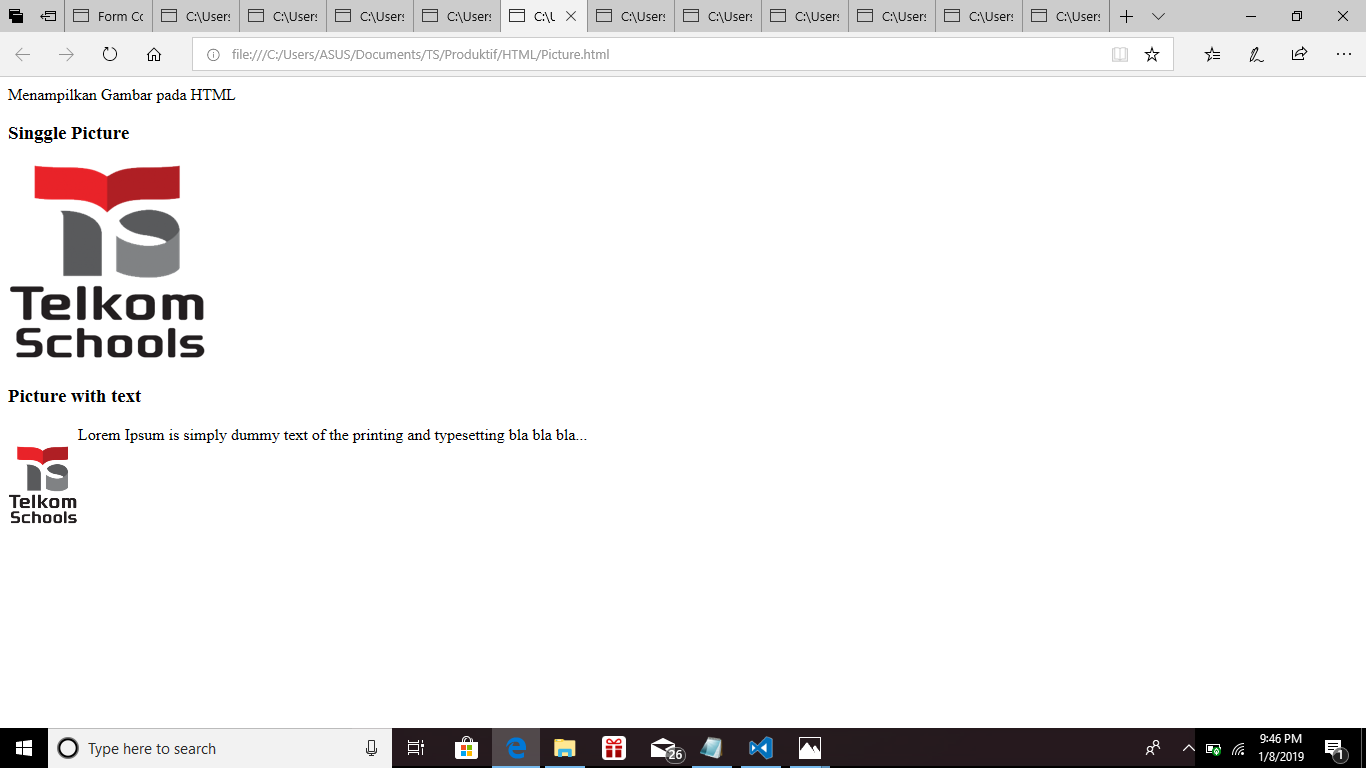 Form Co
C:\Users
C:\Users
C:\Users
C:\Users
C:\U
C:\Users
C:\Users
C:\Users
C:\Users
C:\Users
C:\Users
file:///C:/Users/ASUS/Documents/TS/Produktif/HTML/Picture.html
Menampilkan Gambar pada HTML
Singgle Picture
TS
Telkom
Schools
Picture with text
Lorem Ipsum is simply dummy text of the printing and typesetting bla bla bla...
TS
Telkom
Schools
Type here to search
26
9:46 PM
1/8/2019
1